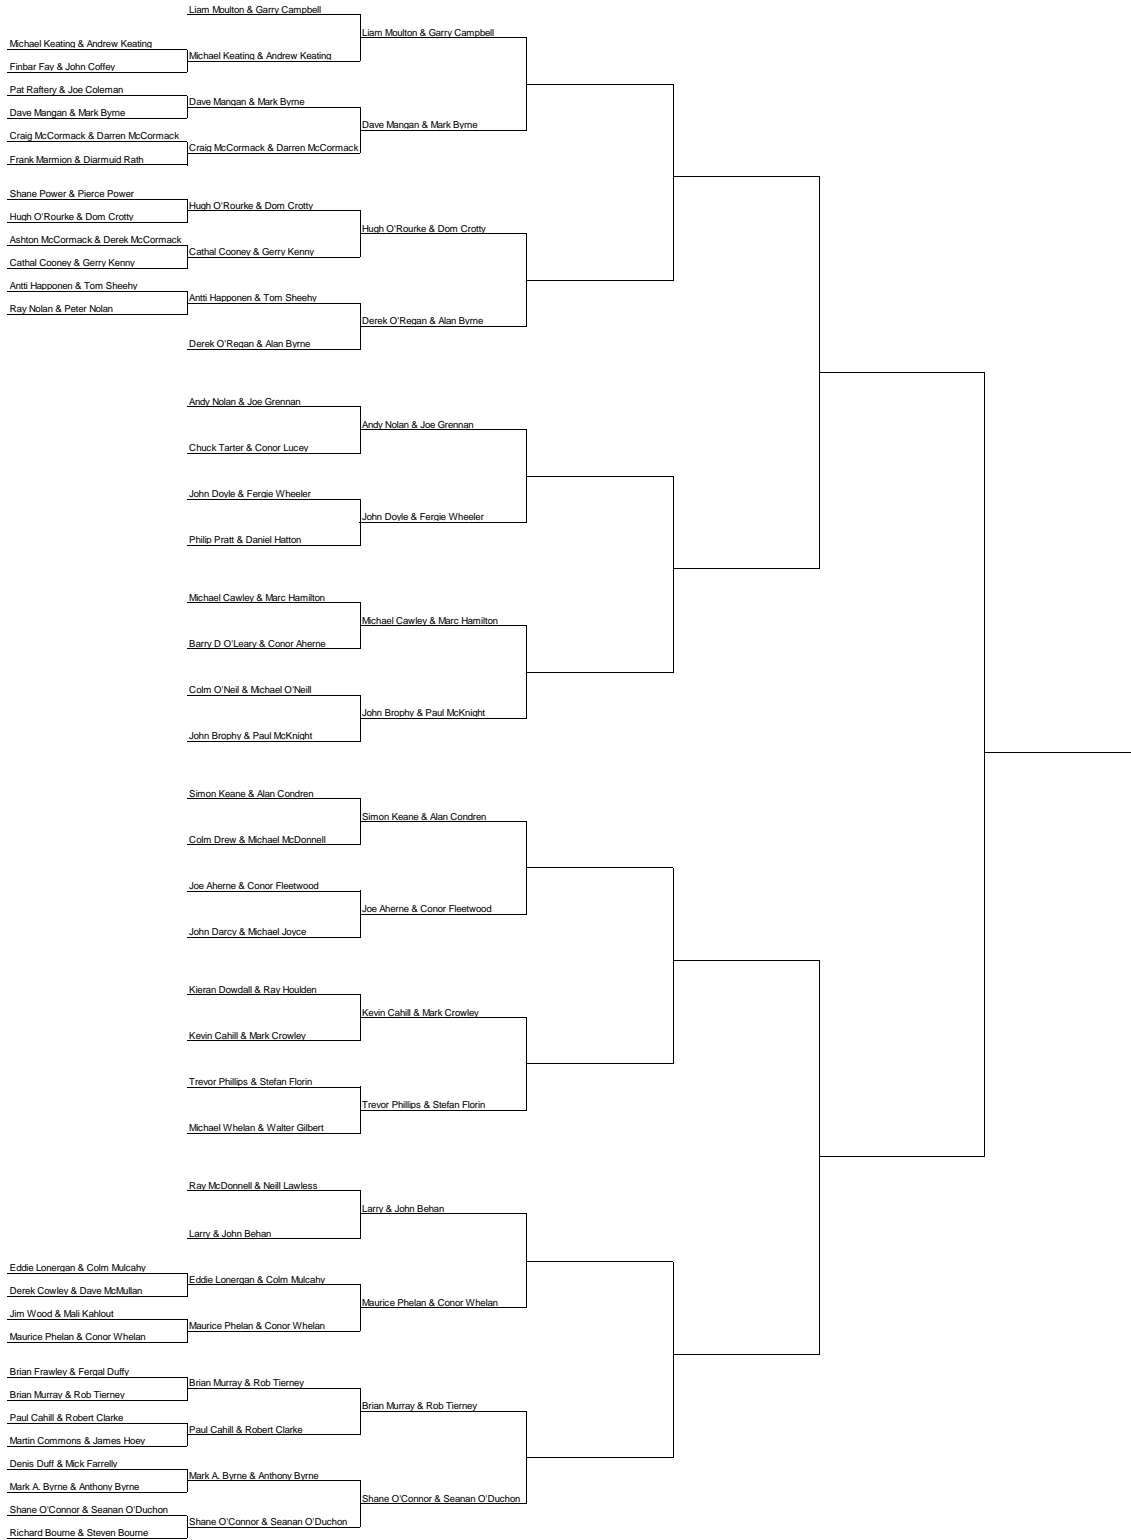 Liam Moulton & Garry Campbell
Liam Moulton & Garry Campbell
Michael Keating & Andrew Keating
Michael Keating & Andrew Keating
Finbar Fay & John Coffey
Pat Raftery & Joe Coleman
Dave Mangan & Mark Byrne
Dave Mangan & Mark Byrne
Dave Mangan & Mark Byrne
Craig McCormack & Darren McCormack
Craig McCormack & Darren McCormack
Frank Marmion & Diarmuid Rath
Shane Power & Pierce Power
Hugh O'Rourke & Dom Crotty
Hugh O'Rourke & Dom Crotty
Hugh O'Rourke & Dom Crotty
Ashton McCormack & Derek McCormack
Cathal Cooney & Gerry Kenny
Cathal Cooney & Gerry Kenny
Antti Happonen & Tom Sheehy
Antti Happonen & Tom Sheehy
Ray Nolan & Peter Nolan
Derek O'Regan & Alan Byrne
Derek O'Regan & Alan Byrne
Andy Nolan & Joe Grennan
Andy Nolan & Joe Grennan
Chuck Tarter & Conor Lucey
John Doyle & Fergie Wheeler
John Doyle & Fergie Wheeler
Philip Pratt & Daniel Hatton
Michael Cawley & Marc Hamilton
Michael Cawley & Marc Hamilton
Barry D O'Leary & Conor Aherne
Colm O'Neil & Michael O'Neill
John Brophy & Paul McKnight
John Brophy & Paul McKnight
Simon Keane & Alan Condren
Simon Keane & Alan Condren
Colm Drew & Michael McDonnell
Joe Aherne & Conor Fleetwood
Joe Aherne & Conor Fleetwood
John Darcy & Michael Joyce
Kieran Dowdall & Ray Houlden
Kevin Cahill & Mark Crowley
Kevin Cahill & Mark Crowley
Trevor Phillips & Stefan Florin
Trevor Phillips & Stefan Florin
Michael Whelan & Walter Gilbert
Ray McDonnell & Neill Lawless
Larry & John Behan
Larry & John Behan
Eddie Lonergan & Colm Mulcahy
Eddie Lonergan & Colm Mulcahy
Derek Cowley & Dave McMullan
Maurice Phelan & Conor Whelan
Jim Wood & Mali Kahlout
Maurice Phelan & Conor Whelan
Maurice Phelan & Conor Whelan
Brian Frawley & Fergal Duffy
Brian Murray & Rob Tierney
Brian Murray & Rob Tierney
Brian Murray & Rob Tierney
Paul Cahill & Robert Clarke
Paul Cahill & Robert Clarke
Martin Commons & James Hoey
Denis Duff & Mick Farrelly
Mark A. Byrne & Anthony Byrne
Mark A. Byrne & Anthony Byrne
Shane O'Connor & Seanan O'Duchon
Shane O'Connor & Seanan O'Duchon
Shane O'Connor & Seanan O'Duchon
Richard Bourne & Steven Bourne